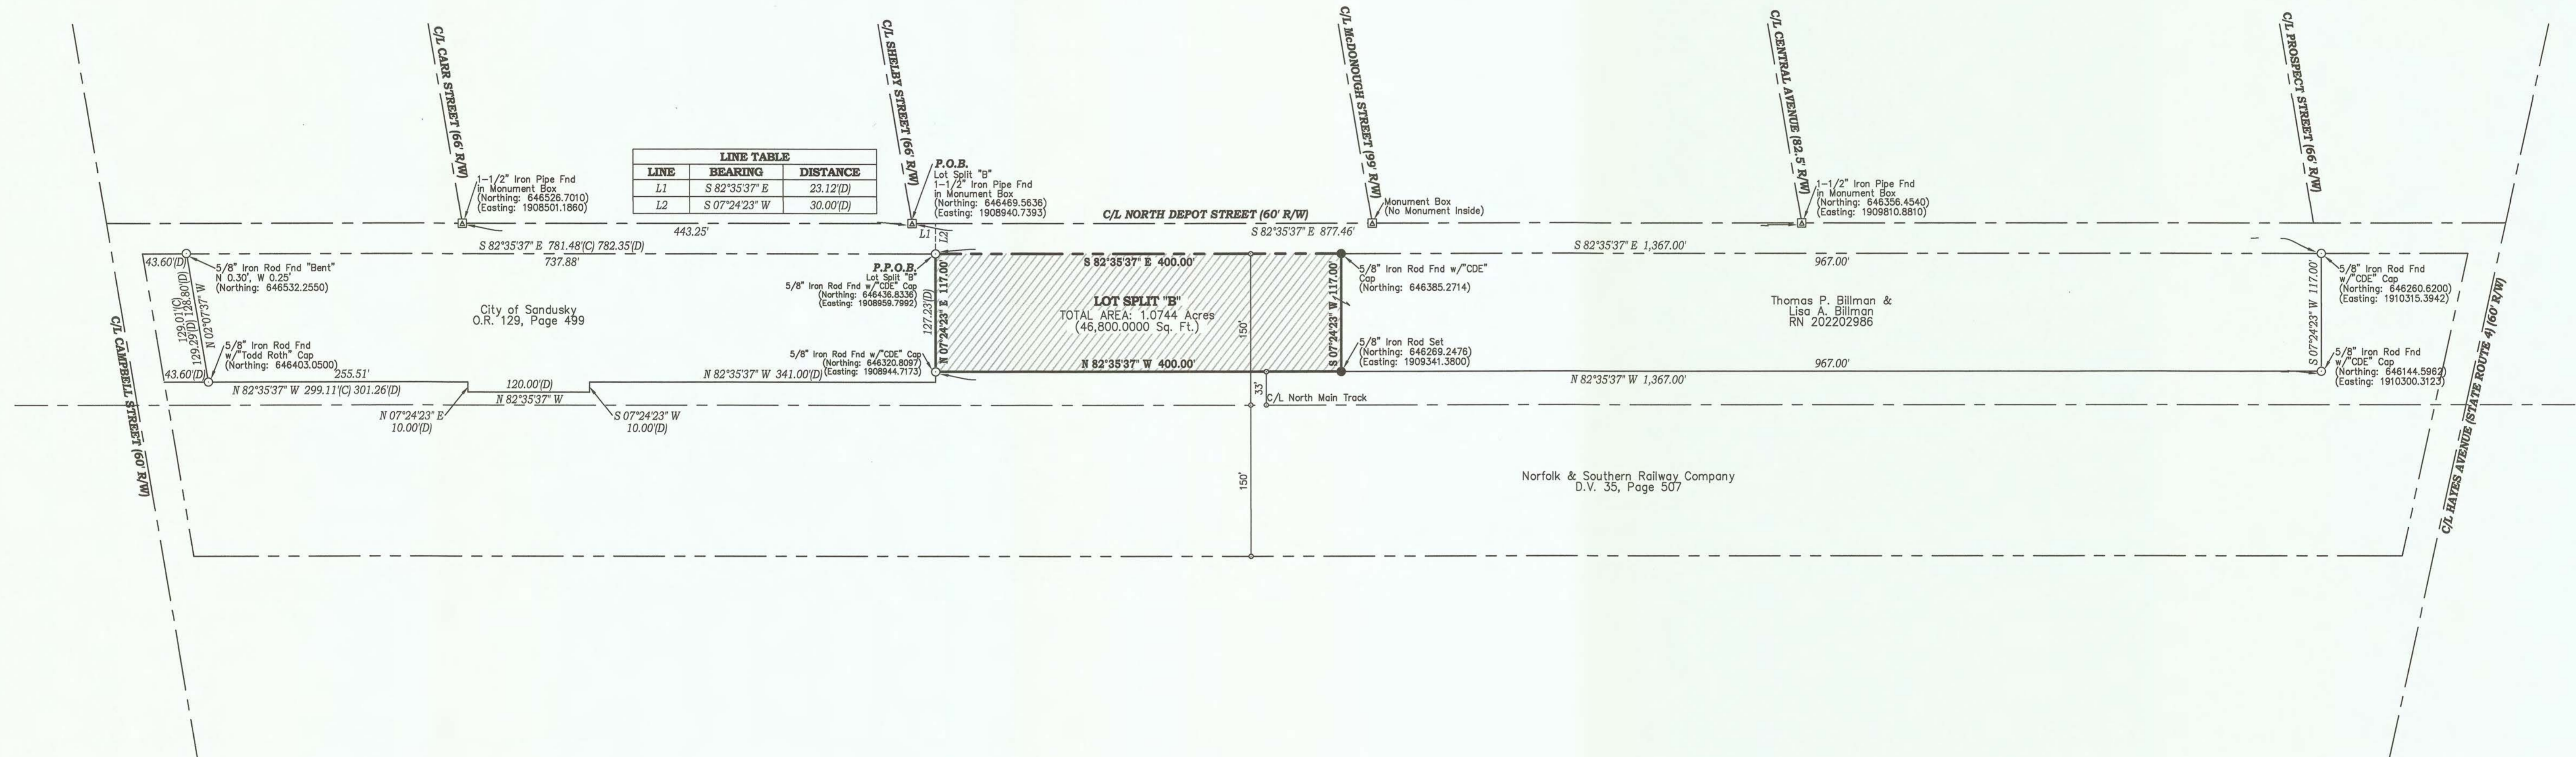 C/L CARR STREET (66' R/W)
C/L SHELBY STREET (66' R/W)
C/L McDONOUGH STREET (99' R/W)
C/L CENTRAL AVENUE (82.5' R/W)
C/L PROSPECT STREET (66' R/W)
1-1/2" Iron Pipe Fnd
in Monument Box
(Northing: 646526.7010)
(Easting: 1908501.1860)
LINE TABLE
LINE BEARING DISTANCE
L1 S 82°35'37" E 23.12'(D)
L2 S 07°24'23" W 30.00'(D)
P.O.B.
Lot Split "B"
1-1/2" Iron Pipe Fnd
in Monument Box
(Northing: 646469.5636)
(Easting: 1908940.7393)
Monument Box
(No Monument Inside)
1-1/2" Iron Pipe Fnd
in Monument Box
(Northing: 646356.4540)
(Easting: 1909810.8810)
C/L NORTH DEPOT STREET (60' R/W)
443.25'
L1
L2
S 82°35'37" E 877.46'
S 82°35'37" E 781.48'(C) 782.35'(D)
737.88'
S 82°35'37" E 1,367.00'
967.00'
43.60'(D)
5/8" Iron Rod Fnd "Bent"
N 0.30', W 0.25'
(Northing: 646532.2550)
129.01'(C)
129.29'(D) 128.80'(D)
N 02°07'37" W
City of Sandusky
O.R. 129, Page 499
P.P.O.B.
Lot Split "B"
5/8" Iron Rod Fnd w/"CDE" Cap
(Northing: 646436.8336)
(Easting: 1908959.7992)
127.23'(D)
N 07°24'23" E 117.00'
S 82°35'37" E 400.00'
LOT SPLIT "B"
TOTAL AREA: 1.0744 Acres
(46,800.0000 Sq. Ft.)
N 82°35'37" W 400.00'
150'
S 07°24'23" W 117.00'
5/8" Iron Rod Fnd w/"CDE"
Cap
(Northing: 646385.2714)
5/8" Iron Rod Set
(Northing: 646269.2476)
(Easting: 1909341.3800)
Thomas P. Billman &
Lisa A. Billman
RN 202202986
967.00'
N 82°35'37" W 1,367.00'
S 07°24'23" W 117.00'
5/8" Iron Rod Fnd
w/"CDE" Cap
(Northing: 646260.6200)
(Easting: 1910315.3942)
5/8" Iron Rod Fnd
w/"CDE" Cap
(Northing: 646144.5962)
(Easting: 1910300.3123)
5/8" Iron Rod Fnd
w/"Todd Roth" Cap
(Northing: 646403.0500)
43.60'(D)
255.51'
N 82°35'37" W 299.11'(C) 301.26'(D)
120.00'(D)
N 82°35'37" W
N 82°35'37" W 341.00'(D)
5/8" Iron Rod Fnd w/"CDE" Cap
(Northing: 646320.8097)
(Easting: 1908944.7173)
N 07°24'23" E
10.00'(D)
S 07°24'23" W
10.00'(D)
33'
C/L North Main Track
150'
Norfolk & Southern Railway Company
D.V. 35, Page 507
C/L CAMPBELL STREET (60' R/W)
C/L HAYES AVENUE (STATE ROUTE 4) (60' R/W)